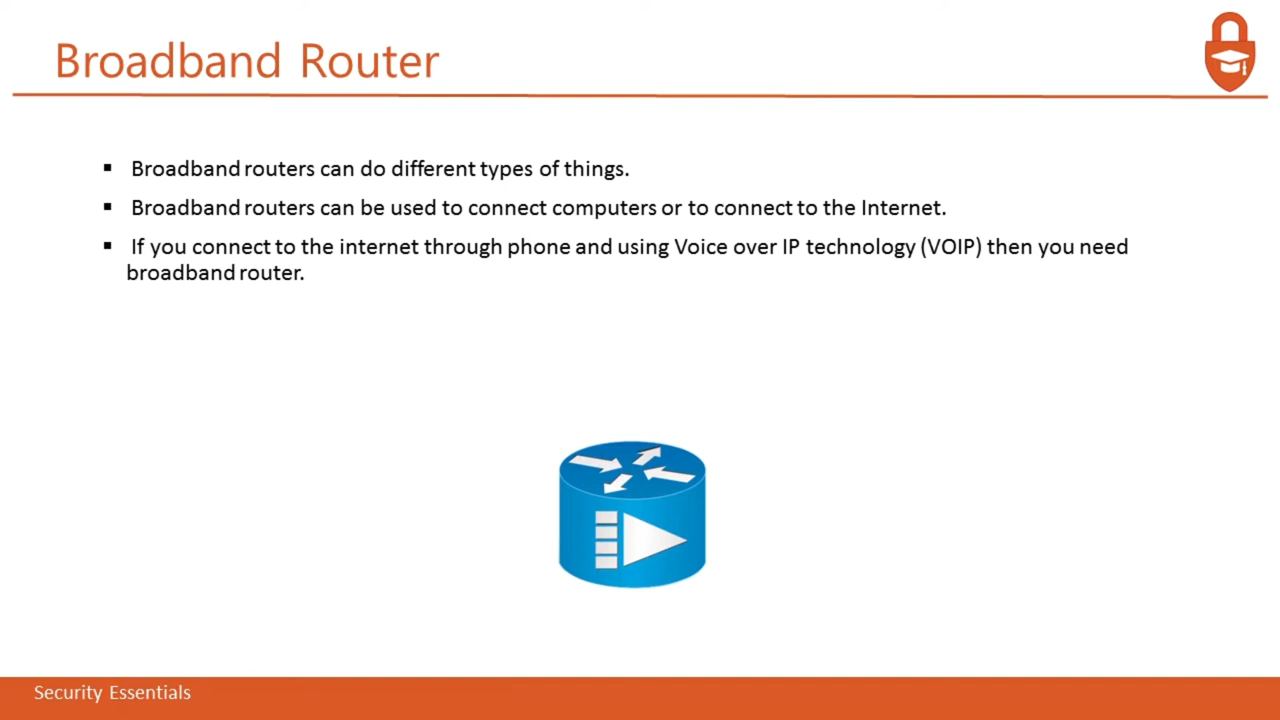 Broadband Router
Broadband routers can do different types of things.
Broadband routers can be used to connect computers or to connect to the Internet.
If you connect to the internet through phone and using Voice over IP technology (VOIP) then you need
broadband router.
Security Essentials